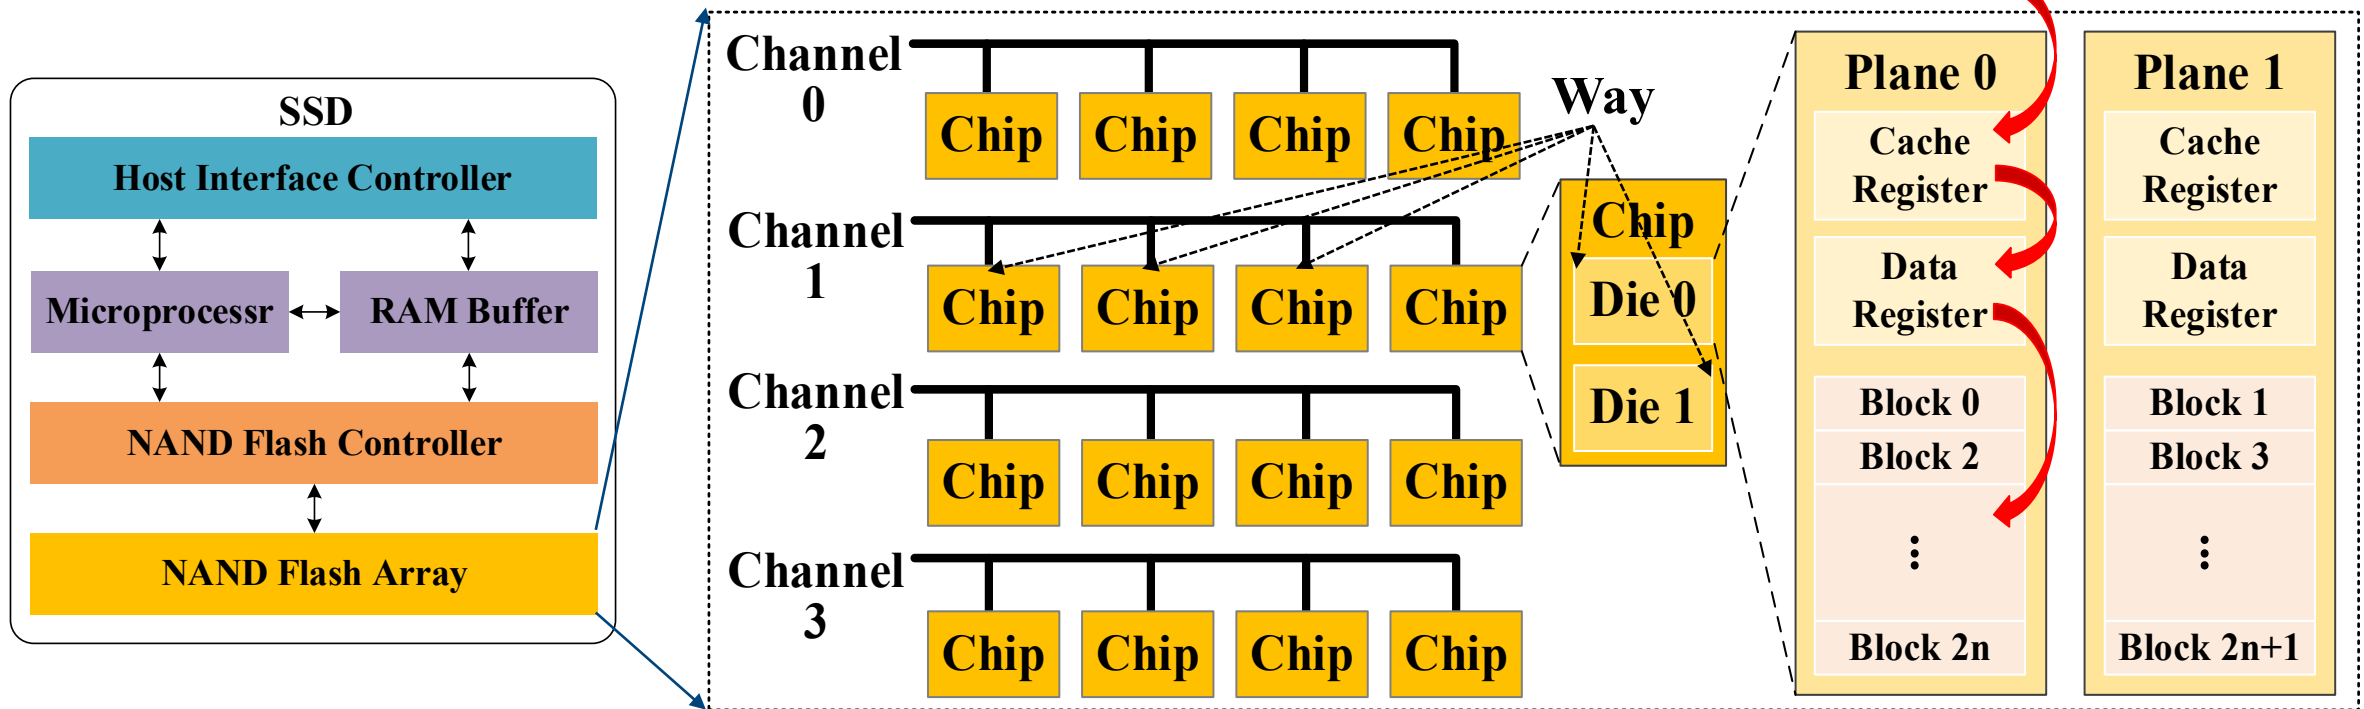 SSD
Host Interface Controller
Microprocessr
RAM Buffer
NAND Flash Controller
NAND Flash Array
Channel
0
Chip
Chip
Chip
Chip
Channel
1
Chip
Chip
Chip
Chip
Channel
2
Chip
Chip
Chip
Chip
Channel
3
Chip
Chip
Chip
Chip
Way
Chip
Die 0
Die 1
Plane 0
Cache
Register
Data
Register
Block 0
Block 2
⋮
Block 2n
Plane 1
Cache
Register
Data
Register
Block 1
Block 3
⋮
Block 2n+1